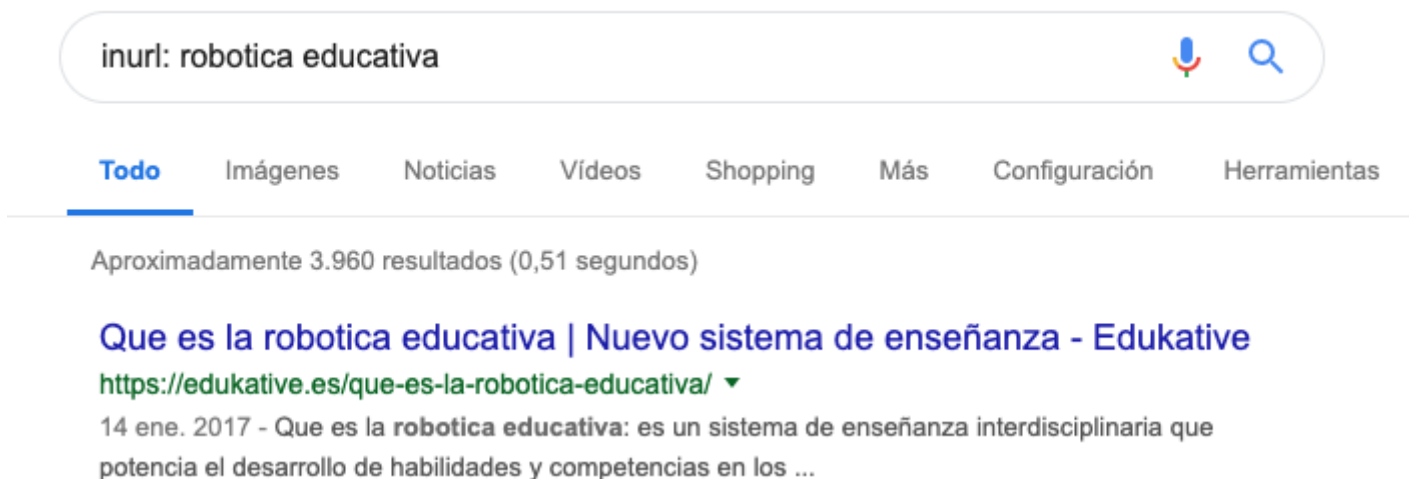 inurl: robotica educativa
Todo Imágenes Noticias Vídeos Shopping Más Configuración Herramientas
Aproximadamente 3.960 resultados (0,51 segundos)
Que es la robotica educativa | Nuevo sistema de enseñanza - Edukative
https://edukative.es/que-es-la-robotica-educativa/
14 ene. 2017 - Que es la robotica educativa: es un sistema de enseñanza interdisciplinaria que
potencia el desarrollo de habilidades y competencias en los ...